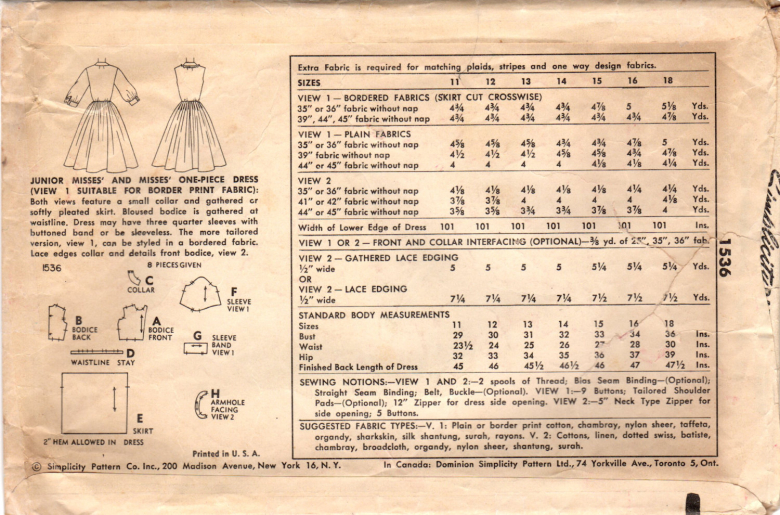 JUNIOR MISSES' AND MISSES' ONE-PIECE DRESS
(VIEW 1 SUITABLE FOR BORDER PRINT FABRIC):
Both views feature a small collar and gathered or
softly pleated skirt. Bloused bodice is gathered at
waistline, Dress may have three quarter sleeves with
buttoned band or be sleeveless. The more tailored
version, view 1, can be styled in a bordered fabric.
Lace edges collar and details front bodice, view 2.
1536 8 PIECES GIVEN
C
COLLAR
F
SLEEVE
VIEW 1
B
BODICE
BACK
A
BODICE
FRONT
G SLEEVE
BAND
VIEW 1
D
WAISTLINE STAY
H
ARMHOLE
FACING
VIEW 2
E
SKIRT
2" HEM ALLOWED IN DRESS
Printed in U. S. A.
Extra Fabric is required for matching plaids, stripes and one way design fabrics.
SIZES 11 12 13 14 15 16 18
VIEW 1 — BORDERED FABRICS (SKIRT CUT CROSSWISE)
35" or 36" fabric without nap 4¾ 4¾ 4¾ 4¾ 4⅞ 5 5⅛ Yds.
39", 44", 45" fabric without nap 4¾ 4¾ 4¾ 4¾ 4¾ 4¾ 4⅞ Yds.
VIEW 1 — PLAIN FABRICS
35" or 36" fabric without nap 4⅝ 4⅝ 4⅝ 4¾ 4¾ 4⅞ 5 Yds.
39" fabric without nap 4½ 4½ 4½ 4⅝ 4⅝ 4¾ 4⅞ Yds.
44" or 45" fabric without nap 4 4 4 4 4⅛ 4⅛ 4¼ Yds.
VIEW 2
35" or 36" fabric without nap 4⅛ 4⅛ 4⅛ 4⅛ 4⅛ 4¼ 4¼ Yds.
41" or 42" fabric without nap 3⅞ 3⅞ 4 4 4 4 4⅛ Yds.
44" or 45" fabric without nap 3⅝ 3⅝ 3¾ 3¾ 3⅞ 3⅞ 4 Yds.
Width of Lower Edge of Dress 101 101 101 101 101 101 101 Ins.
VIEW 1 OR 2 — FRONT AND COLLAR INTERFACING (OPTIONAL)—⅜ yd. of 25", 35", 36" fab.
VIEW 2 — GATHERED LACE EDGING
½" wide 5 5 5 5 5¼ 5¼ 5¼ Yds.
OR
VIEW 2 — LACE EDGING
½" wide 7¼ 7¼ 7¼ 7¼ 7½ 7½ 7½ Yds.
STANDARD BODY MEASUREMENTS
Sizes 11 12 13 14 15 16 18
Bust 29 30 31 32 33 34 36 Ins.
Waist 23½ 24 25 26 27 28 30 Ins.
Hip 32 33 34 35 36 37 39 Ins.
Finished Back Length of Dress 45 46 45½ 46½ 46 47 47½ Ins.
SEWING NOTIONS:—VIEW 1 AND 2:—2 spools of Thread; Bias Seam Binding—(Optional);
Straight Seam Binding; Belt, Buckle—(Optional). VIEW 1:—9 Buttons; Tailored Shoulder
Pads—(Optional); 12" Zipper for dress side opening. VIEW 2:—5" Neck Type Zipper for
side opening; 5 Buttons.
SUGGESTED FABRIC TYPES:—V. 1: Plain or border print cotton, chambray, nylon sheer, taffeta,
organdy, sharkskin, silk shantung, surah, rayons. V. 2: Cottons, linen, dotted swiss, batiste,
chambray, broadcloth, organdy, nylon sheer, shantung, surah.
1536
© Simplicity Pattern Co. Inc., 200 Madison Avenue, New York 16, N. Y. In Canada: Dominion Simplicity Pattern Ltd., 74 Yorkville Ave., Toronto 5, Ont.